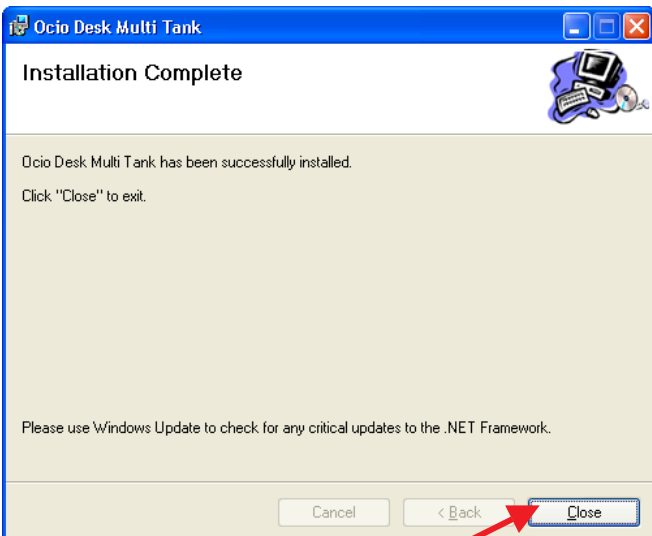 Ocio Desk Multi Tank
Installation Complete
Ocio Desk Multi Tank has been successfully installed.
Click "Close" to exit.
Please use Windows Update to check for any critical updates to the .NET Framework.
Cancel
< Back
Close